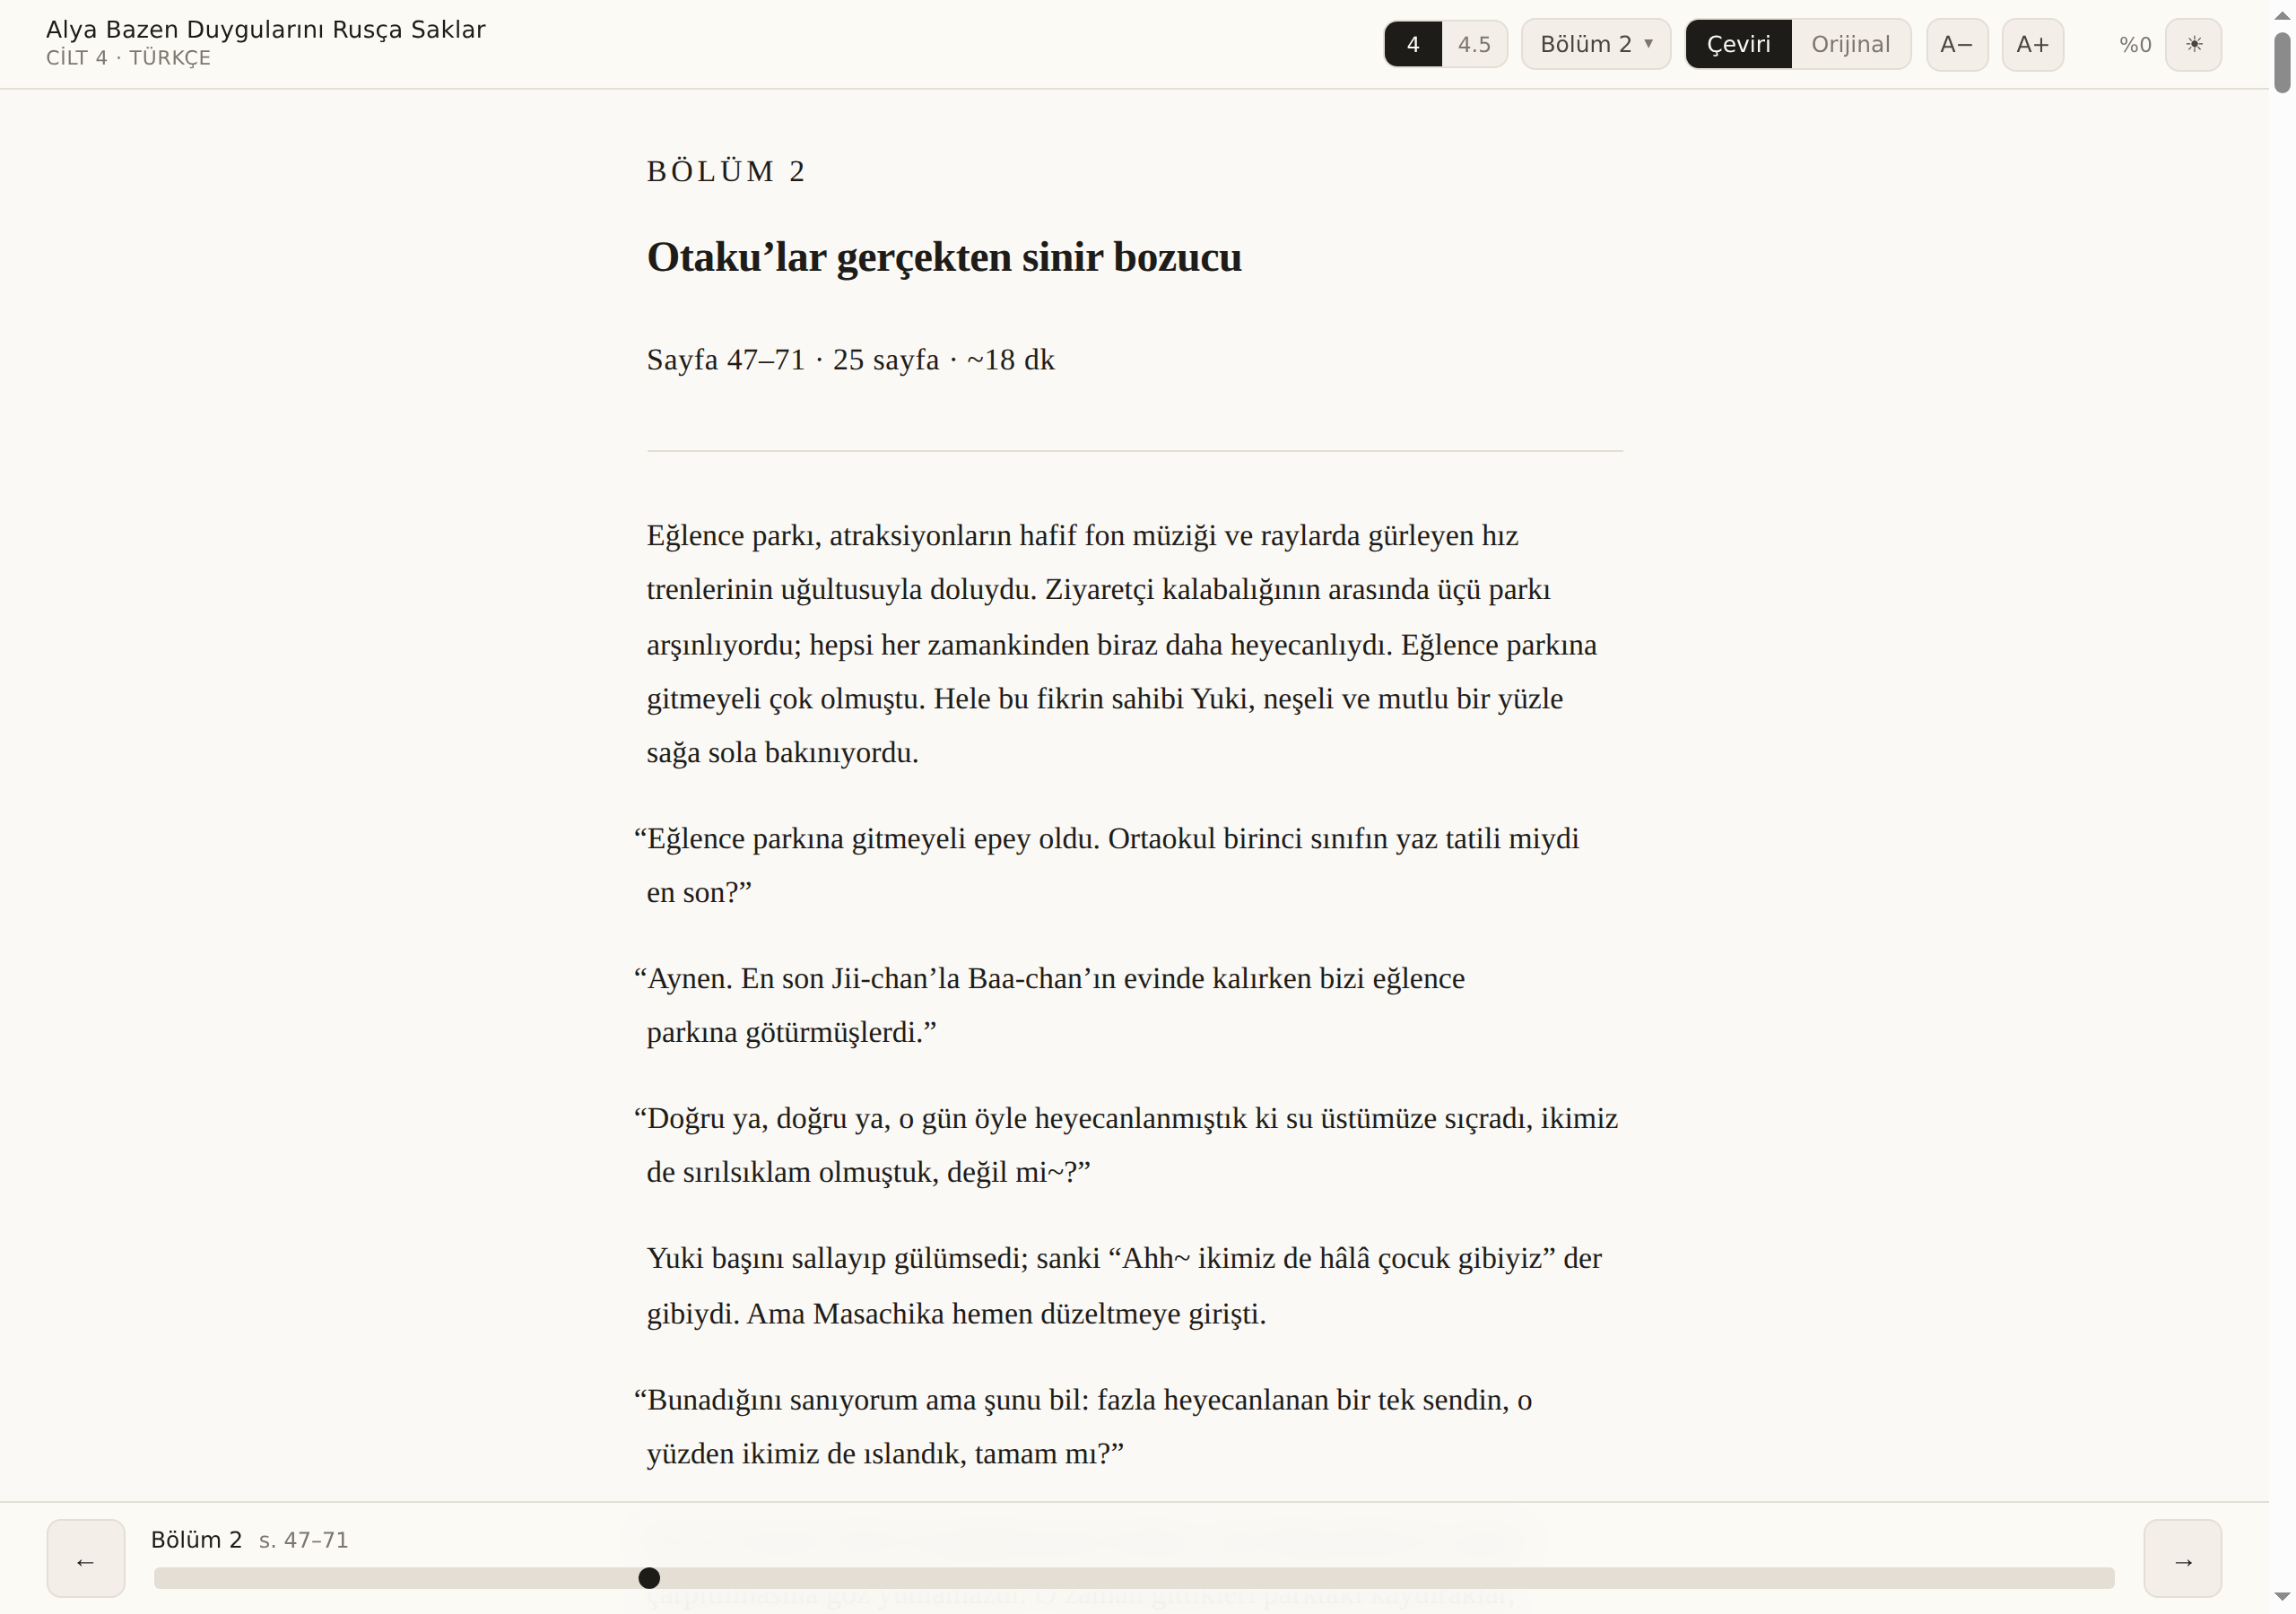 Alya Bazen Duygularını Rusça Saklar
CİLT 4 · TÜRKÇE
4 4.5 Bölüm 2 ▼ Çeviri Orijinal A− A+ %0 ☀
BÖLÜM 2
Otaku’lar gerçekten sinir bozucu
Sayfa 47–71 · 25 sayfa · ~18 dk
Eğlence parkı, atraksiyonların hafif fon müziği ve raylarda gürleyen hız
trenlerinin uğultusuyla doluydu. Ziyaretçi kalabalığının arasında üçü parkı
arşınlıyordu; hepsi her zamankinden biraz daha heyecanlıydı. Eğlence parkına
gitmeyeli çok olmuştu. Hele bu fikrin sahibi Yuki, neşeli ve mutlu bir yüzle
sağa sola bakınıyordu.
“Eğlence parkına gitmeyeli epey oldu. Ortaokul birinci sınıfın yaz tatili miydi
en son?”
“Aynen. En son Jii-chan’la Baa-chan’ın evinde kalırken bizi eğlence
parkına götürmüşlerdi.”
“Doğru ya, doğru ya, o gün öyle heyecanlanmıştık ki su üstümüze sıçradı, ikimiz
de sırılsıklam olmuştuk, değil mi~?”
Yuki başını sallayıp gülümsedi; sanki “Ahh~ ikimiz de hâlâ çocuk gibiyiz” der
gibiydi. Ama Masachika hemen düzeltmeye girişti.
“Bunadığını sanıyorum ama şunu bil: fazla heyecanlanan bir tek sendin, o
yüzden ikimiz de ıslandık, tamam mı?”
← Bölüm 2 s. 47–71 →